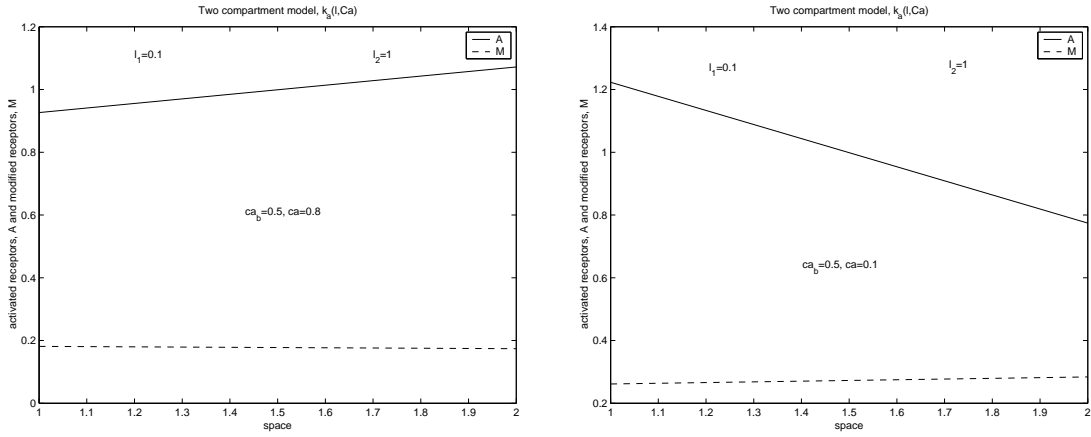 Two compartment model, k_a(l,Ca)
A
M
l_1=0.1
l_2=1
ca_b=0.5, ca=0.8
activated receptors, A and modified receptors, M
1.2
1
0.8
0.6
0.4
0.2
0
1 1.1 1.2 1.3 1.4 1.5 1.6 1.7 1.8 1.9 2
space
Two compartment model, k_a(l,Ca)
A
M
l_1=0.1
l_2=1
ca_b=0.5, ca=0.1
activated receptors, A and modified receptors, M
1.4
1.2
1
0.8
0.6
0.4
0.2
1 1.1 1.2 1.3 1.4 1.5 1.6 1.7 1.8 1.9 2
space